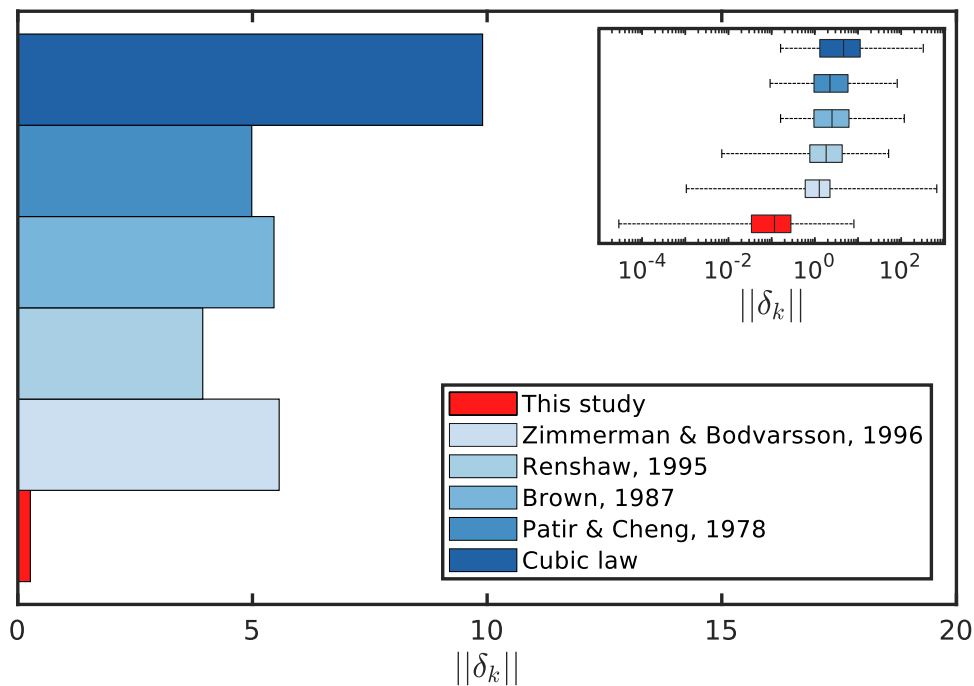 10^-4 10^-2 10^0 10^2
||δ_k||
This study
Zimmerman & Bodvarsson, 1996
Renshaw, 1995
Brown, 1987
Patir & Cheng, 1978
Cubic law
0 5 10 15 20
||δ_k||